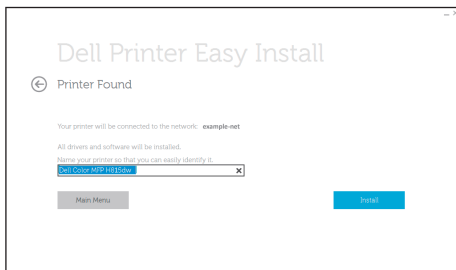 Dell Printer Easy Install
Printer Found
Your printer will be connected to the network: example-net
All drivers and software will be installed.
Name your printer so that you can easily identify it.
Dell Color MFP H815dw
Main Menu
Install